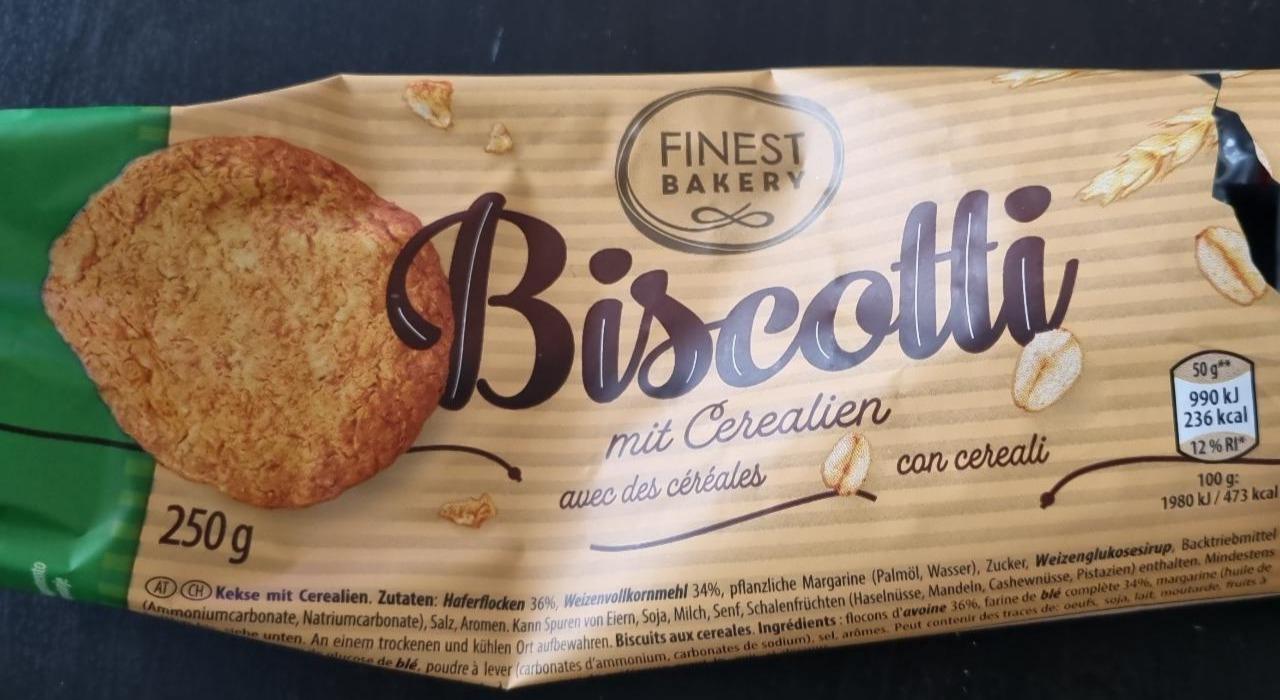 FINEST
BAKERY
Biscotti
mit Cerealien
avec des céréales
con cereali
250 g
50 g**
990 kJ
236 kcal
12 % RI*
100 g:
1980 kJ / 473 kcal
AT CH Kekse mit Cerealien. Zutaten: Haferflocken 36%, Weizenvollkornmehl 34%, pflanzliche Margarine (Palmöl, Wasser), Zucker, Weizenglukosesirup, Backtriebmittel
(Ammoniumcarbonate, Natriumcarbonate), Salz, Aromen. Kann Spuren von Eiern, Soja, Milch, Senf, Schalenfrüchten (Haselnüsse, Mandeln, Cashewnüsse, Pistazien) enthalten. Mindestens
siehe unten. An einem trockenen und kühlen Ort aufbewahren. Biscuits aux cereales. Ingrédients : flocons d'avoine 36%, farine de blé complète 34%, margarine (huile de
de blé, poudre à lever (carbonates d'ammonium, carbonates de sodium), sel, arômes. Peut contenir des traces de: oeufs, soja, lait, moutarde, fruits à